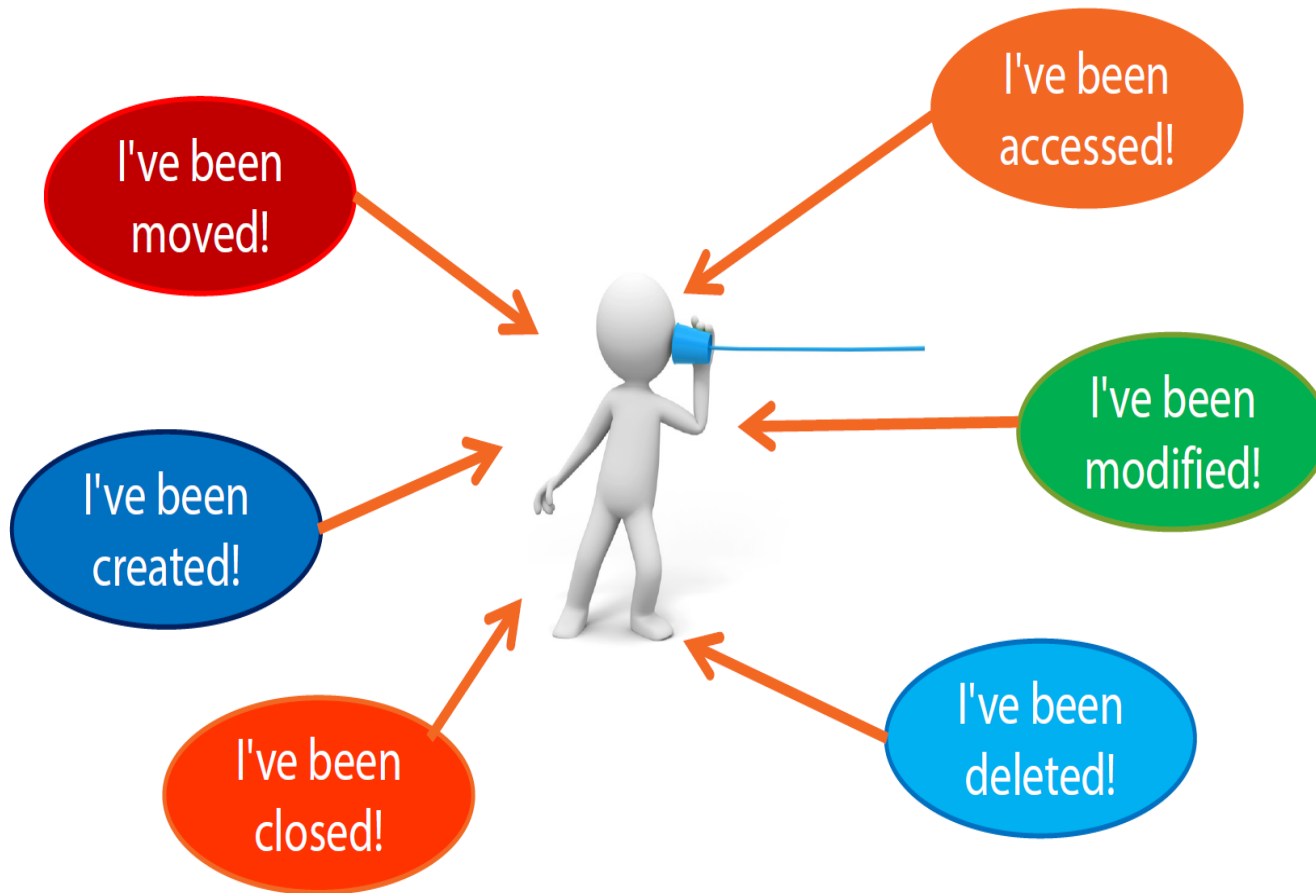 I've been
accessed!
I've been
moved!
I've been
modified!
I've been
created!
I've been
deleted!
I've been
closed!